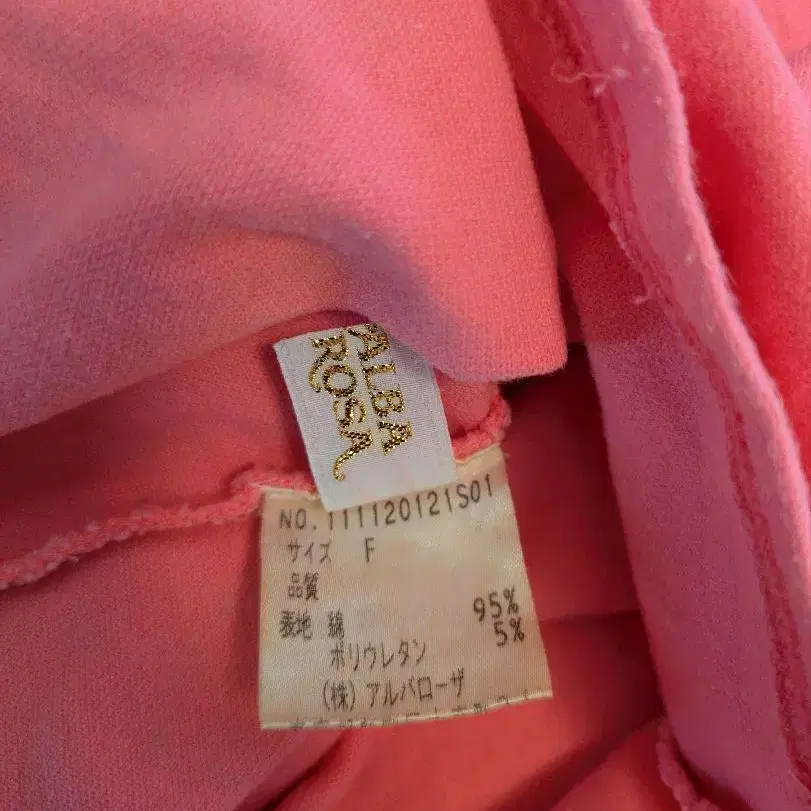 ALBA
ROSA
NO.111120121S01
サイズ F
品質
表地 綿 95%
ポリウレタン 5%
(株)アルバローザ